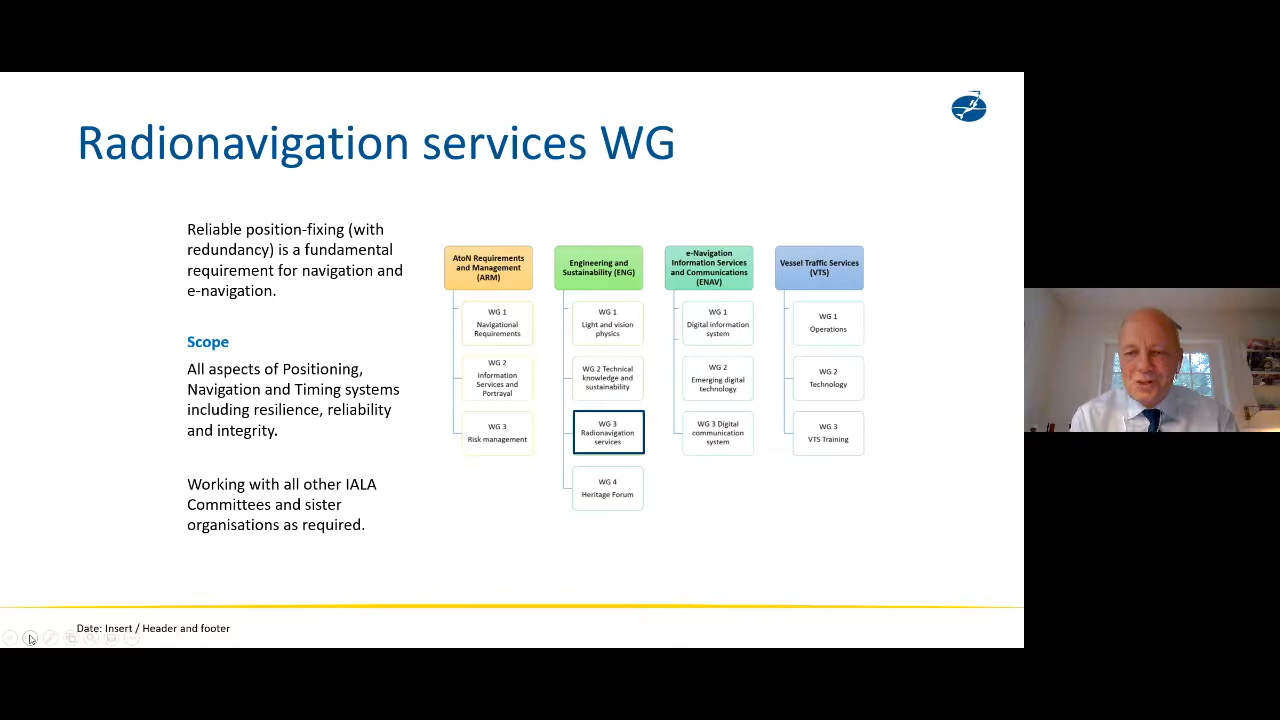 Radionavigation services WG
Reliable position-fixing (with
redundancy) is a fundamental
requirement for navigation and
e-navigation.
Scope
All aspects of Positioning,
Navigation and Timing systems
including resilience, reliability
and integrity.
Working with all other IALA
Committees and sister
organisations as required.
AtoN Requirements
and Management
(ARM)
WG 1
Navigational
Requirements
WG 2
Information
Services and
Portrayal
WG 3
Risk management
Engineering and
Sustainability (ENG)
WG 1
Light and vision
physics
WG 2 Technical
knowledge and
sustainability
WG 3
Radionavigation
services
WG 4
Heritage Forum
e-Navigation
Information Services
and Communications
(ENAV)
WG 1
Digital information
system
WG 2
Emerging digital
technology
WG 3 Digital
communication
system
Vessel Traffic Services
(VTS)
WG 1
Operations
WG 2
Technology
WG 3
VTS Training
Date: Insert / Header and footer